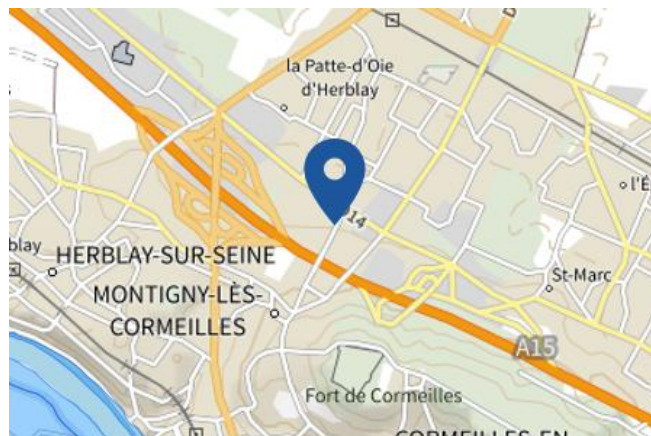 la Patte-d'Oie
d'Herblay
D
l'É
514
blay
HERBLAY-SUR-SEINE
MONTIGNY-LÈS-
CORMEILLES
St-Marc
A15
Fort de Cormeilles
CORMEILLES-EN